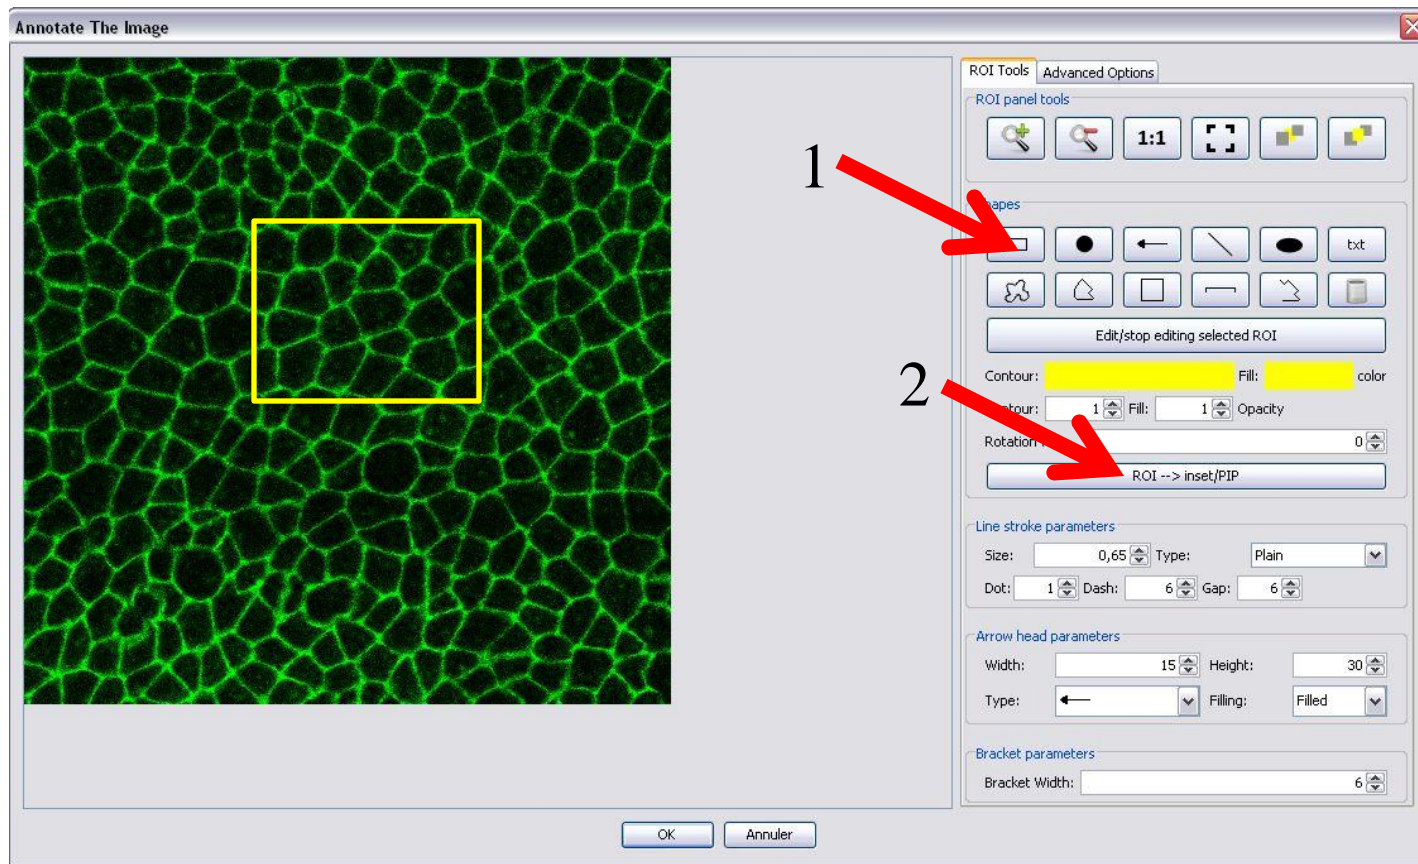 Annotate The Image
ROI Tools Advanced Options
ROI panel tools
1:1
1
txt
Edit/stop editing selected ROI
Contour: Fill: color
2
1 Fill: 1 Opacity
Rotation 0
ROI --> inset/PIP
Line stroke parameters
Size: 0,65 Type: Plain
Dot: 1 Dash: 6 Gap: 6
Arrow head parameters
Width: 15 Height: 30
Type: Filling: Filled
Bracket parameters
Bracket Width: 6
OK Annuler